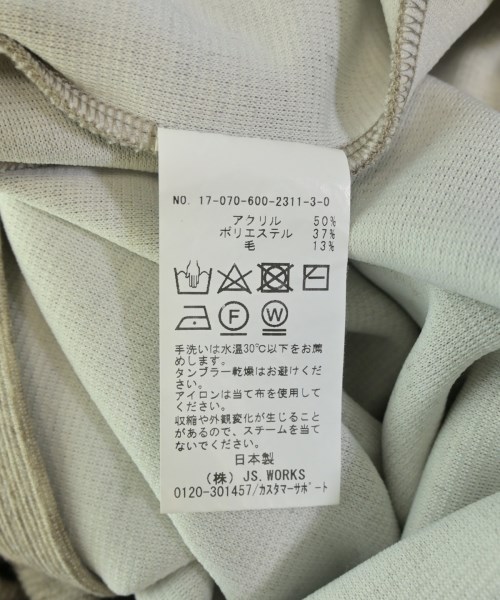 NO. 17-070-600-2311-3-0
アクリル 50%
ポリエステル 37%
毛 13%
F W
手洗いは水温30℃以下をお薦
めします。
タンブラー乾燥はお避けくださ
い。
アイロンは当て布を使用して
ください。
収縮や外観変化が生じること
があるので、スチームを当て
ないでください。
日本製
(株) JS.WORKS
0120-301457/カスタマーサポート